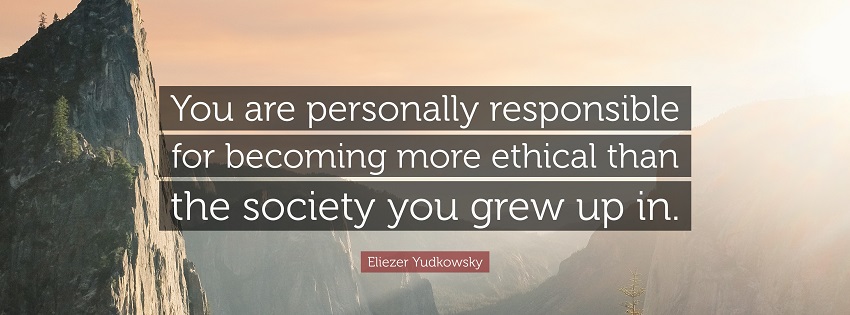 You are personally responsible
for becoming more ethical than
the society you grew up in.
Eliezer Yudkowsky